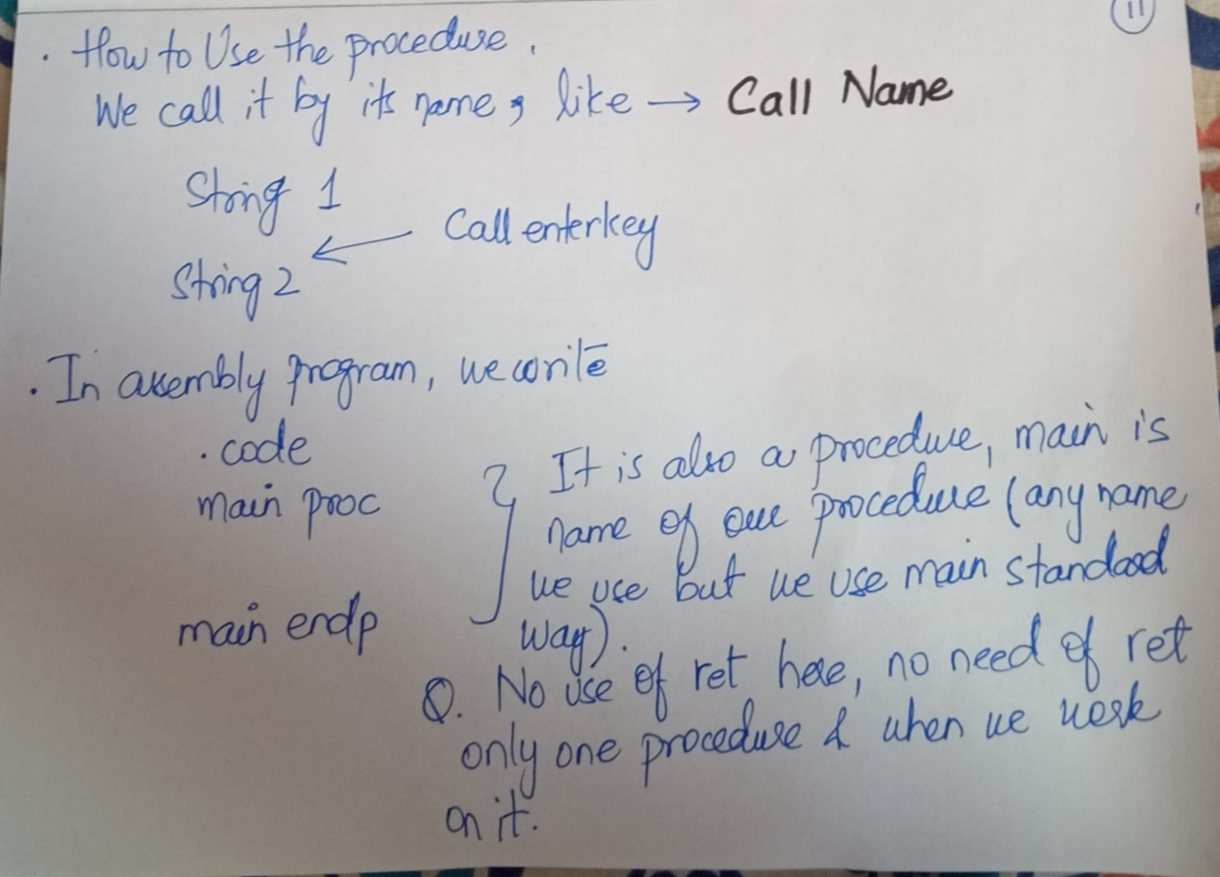 11
· How to Use the procedure.
We call it by its name, like → Call Name
String 1
← Call enterkey
String 2
· In assembly program, we write
.code
main proc
main endp
} It is also a procedure, main is
name of our procedure (any name
we use but we use main standard
way).
Q. No use of ret here, no need of ret
only one procedure & when we work
on it.